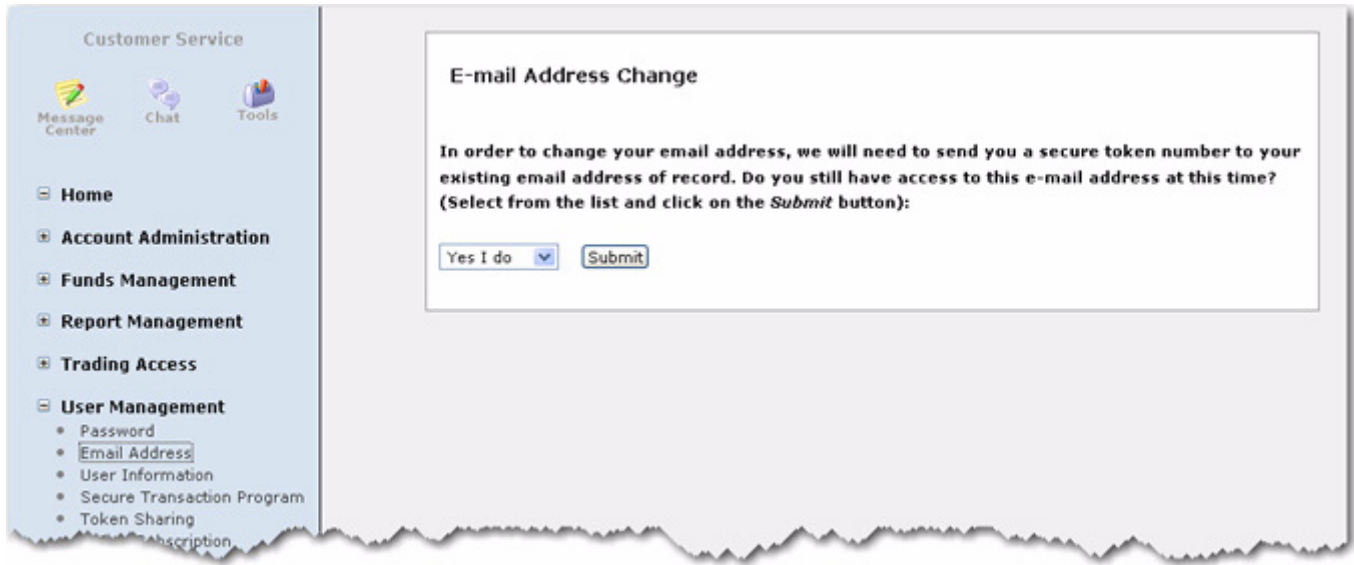 Customer Service
Message
Center
Chat
Tools
Home
Account Administration
Funds Management
Report Management
Trading Access
User Management
Password
Email Address
User Information
Secure Transaction Program
Token Sharing
E-mail Address Change
In order to change your email address, we will need to send you a secure token number to your
existing email address of record. Do you still have access to this e-mail address at this time?
(Select from the list and click on the Submit button):
Yes I do
Submit